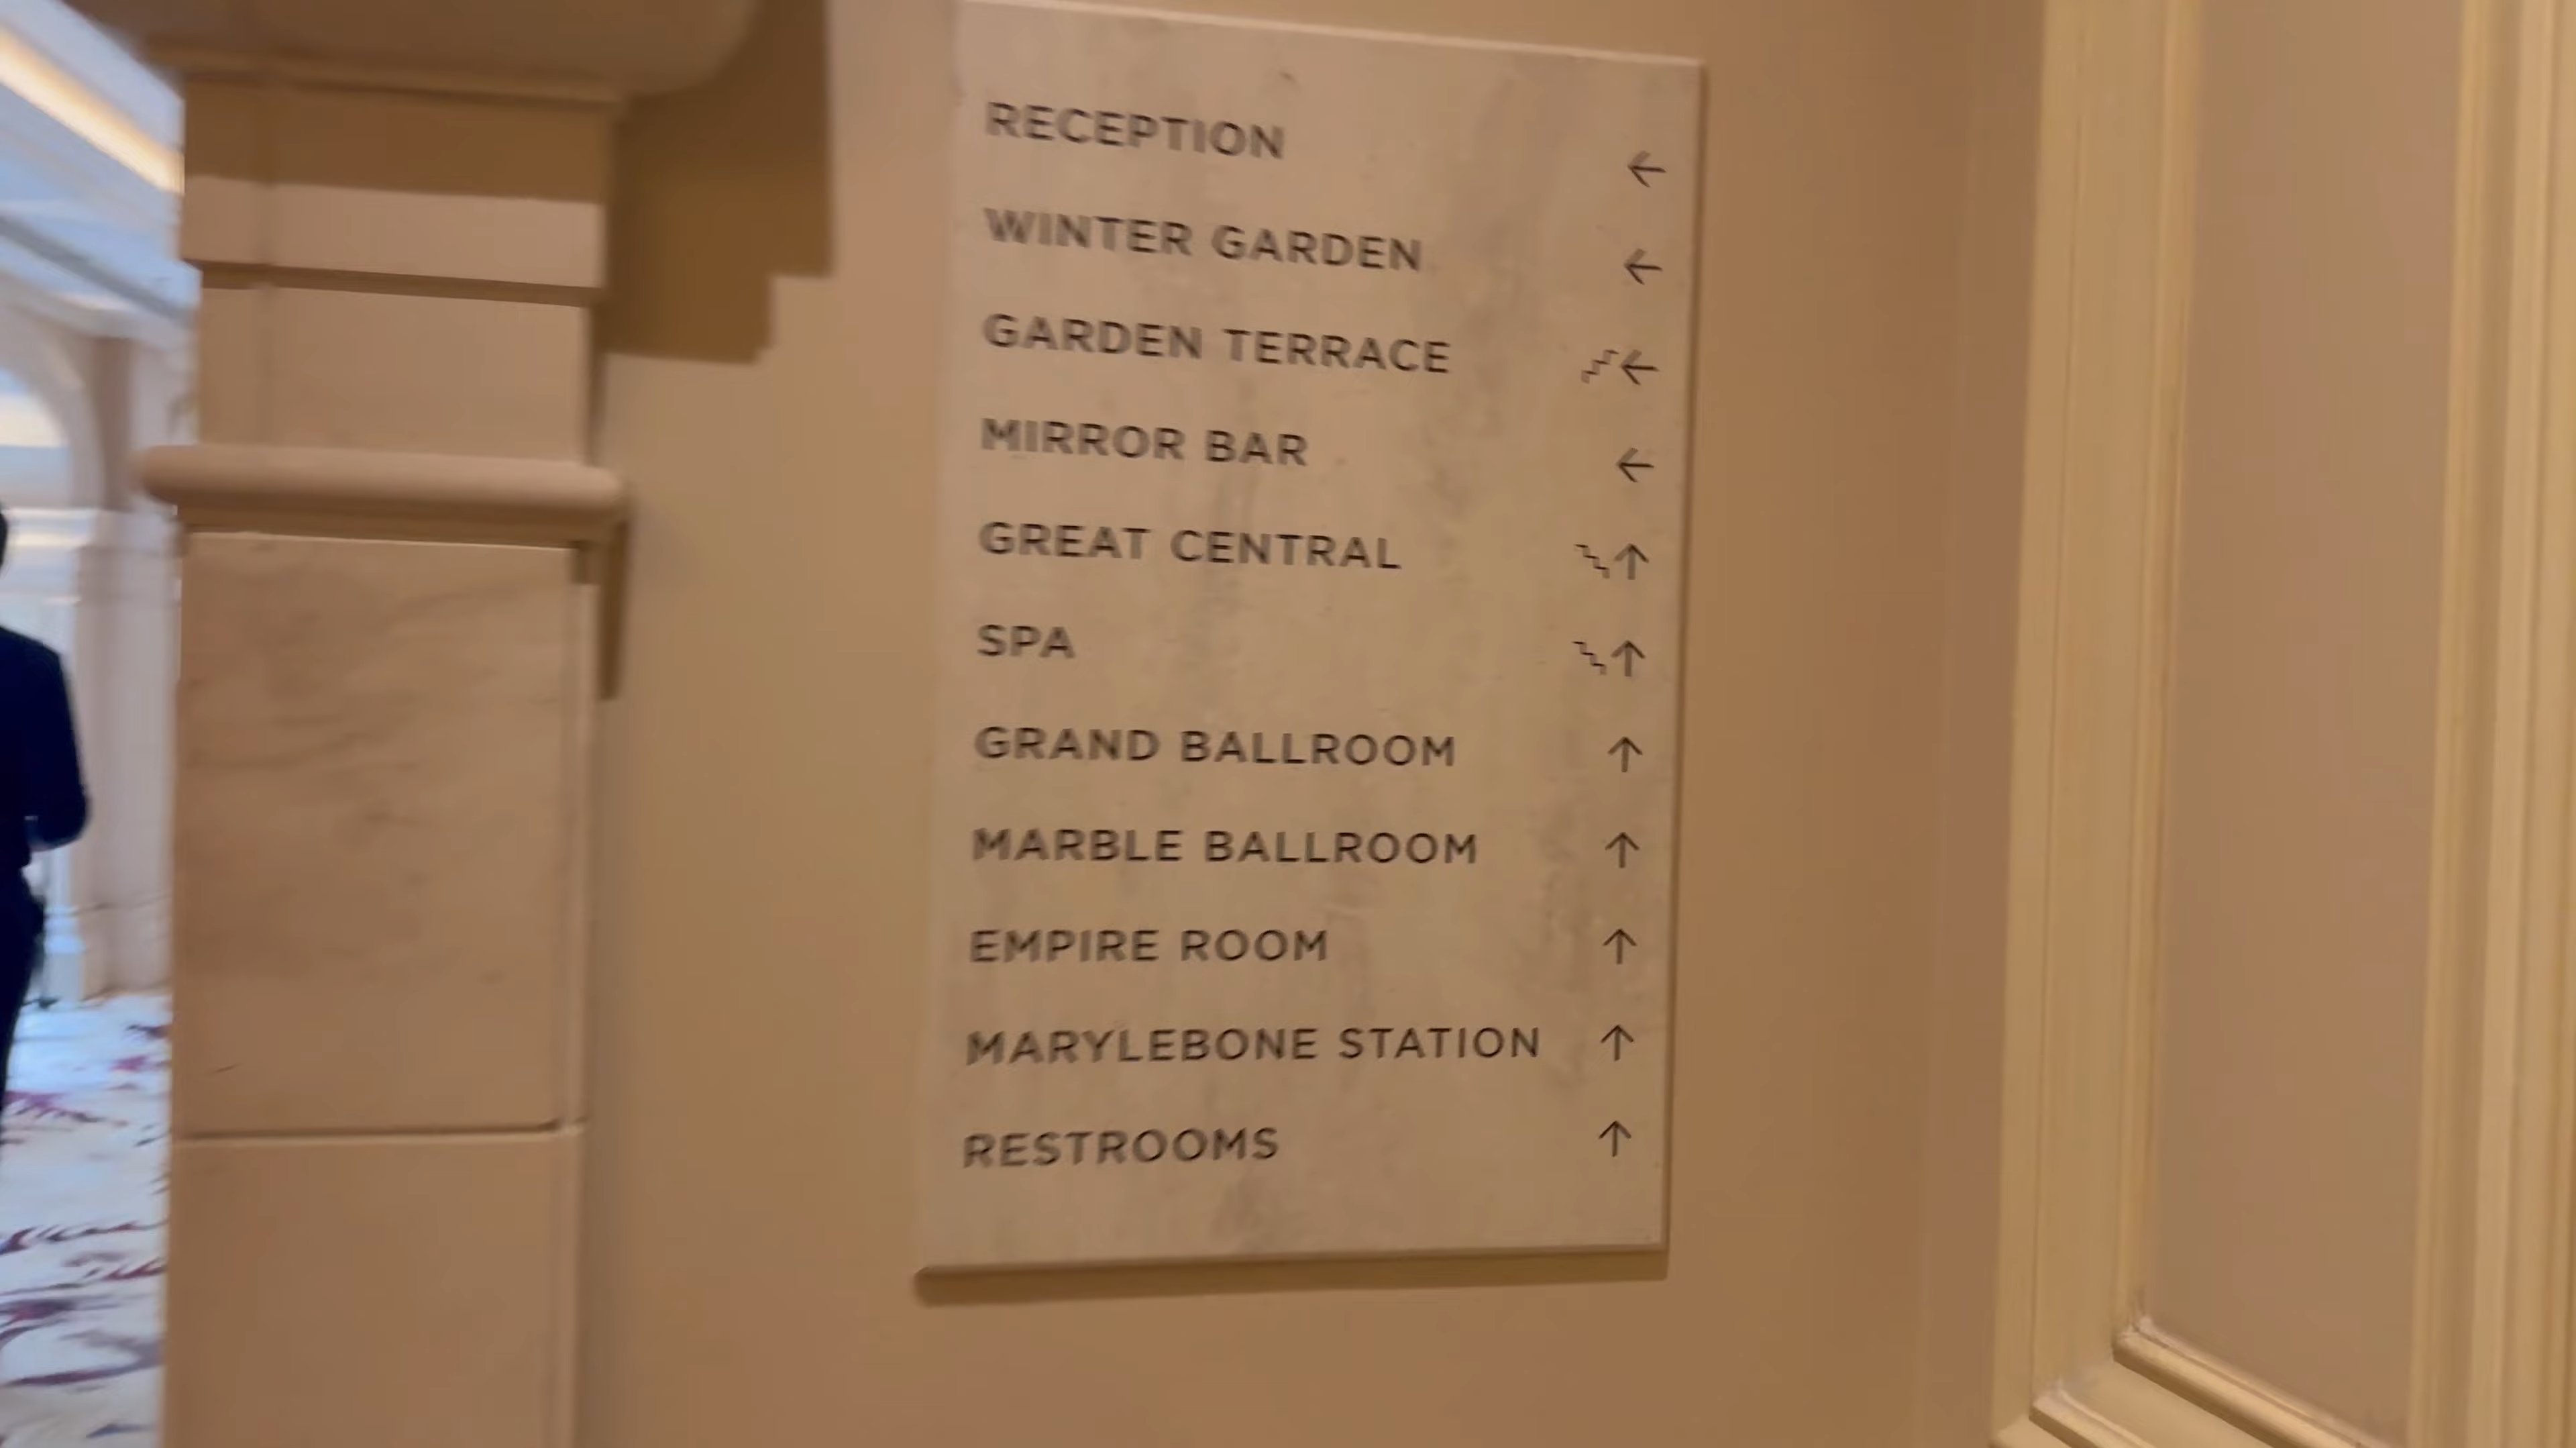 RECEPTION ←
WINTER GARDEN ←
GARDEN TERRACE ←
MIRROR BAR ←
GREAT CENTRAL ↑
SPA ↑
GRAND BALLROOM ↑
MARBLE BALLROOM ↑
EMPIRE ROOM ↑
MARYLEBONE STATION ↑
RESTROOMS ↑